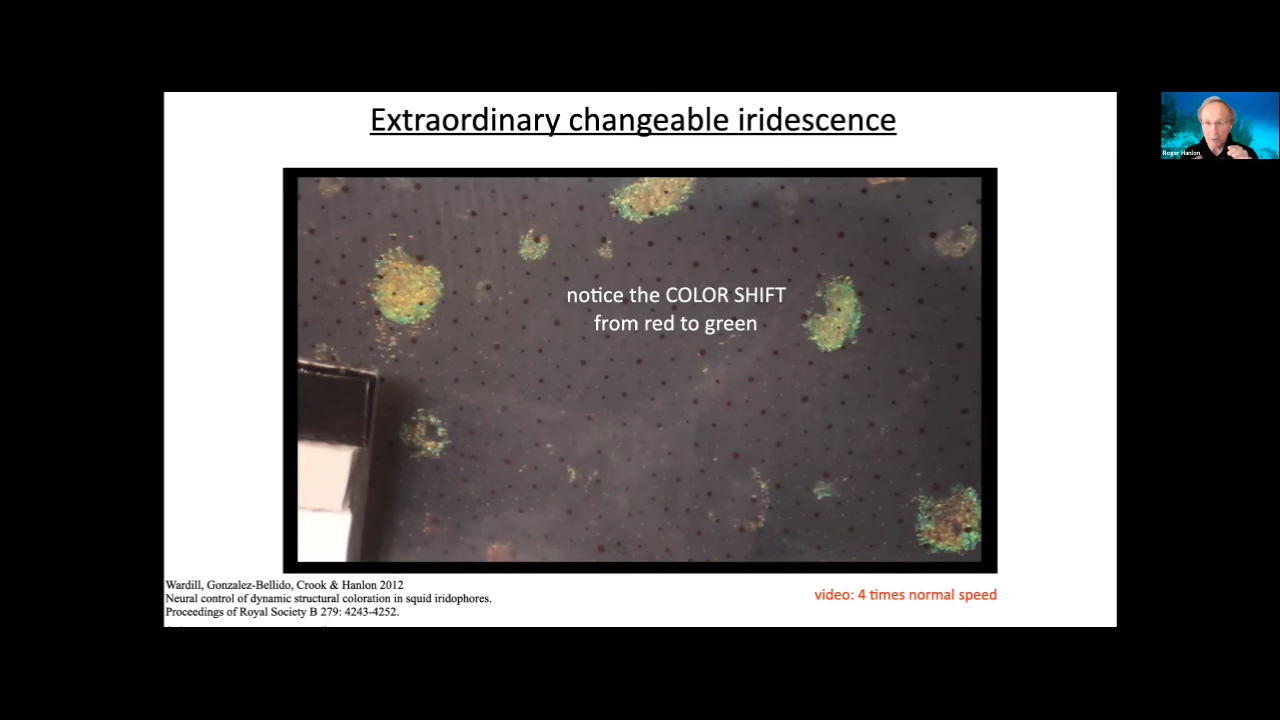 Extraordinary changeable iridescence
Roger Hanlon
notice the COLOR SHIFT
from red to green
Wardill, Gonzalez-Bellido, Crook & Hanlon 2012
Neural control of dynamic structural coloration in squid iridophores.
Proceedings of Royal Society B 279: 4243-4252.
video: 4 times normal speed